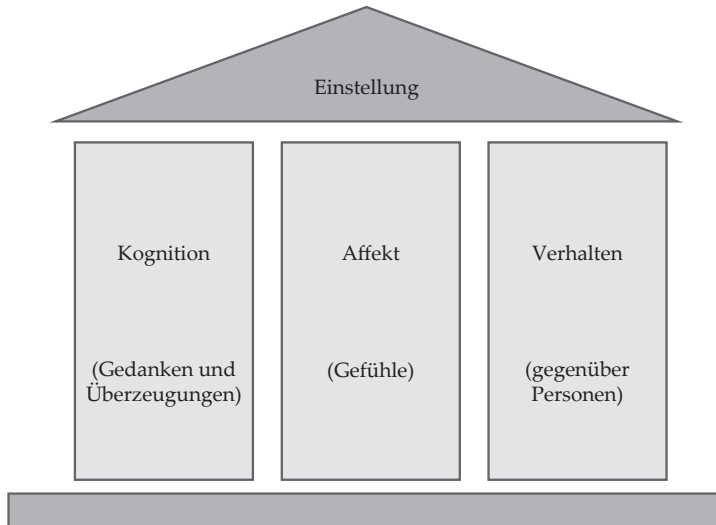 Einstellung
Kognition
(Gedanken und
Überzeugungen)
Affekt
(Gefühle)
Verhalten
(gegenüber
Personen)